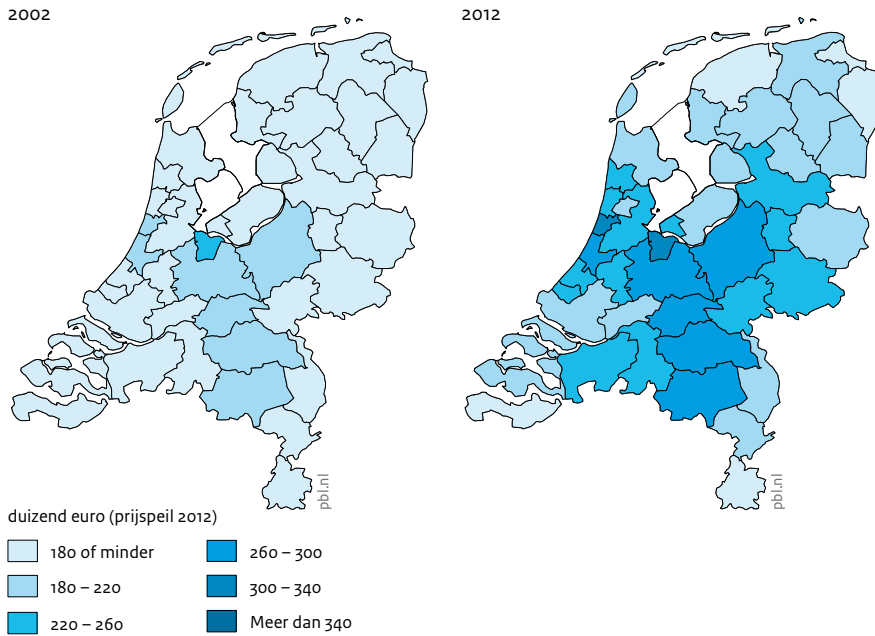 2002
2012
pbl.nl
pbl.nl
duizend euro (prijspeil 2012)
180 of minder
180 – 220
220 – 260
260 – 300
300 – 340
Meer dan 340